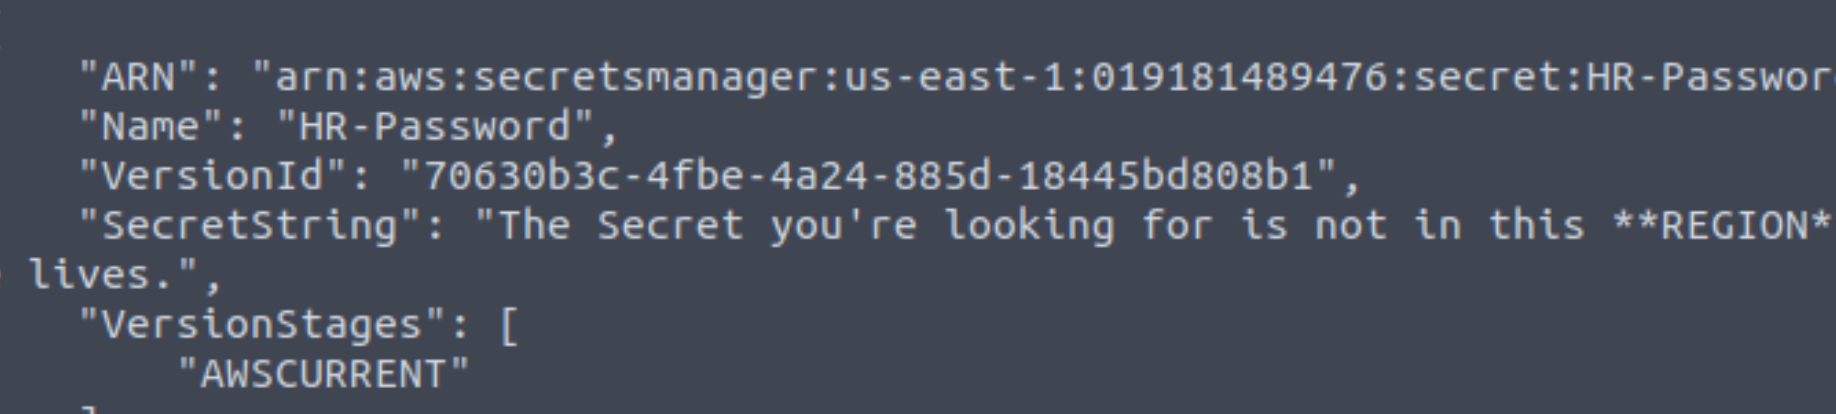 "ARN": "arn:aws:secretsmanager:us-east-1:019181489476:secret:HR-Passwor
"Name": "HR-Password",
"VersionId": "70630b3c-4fbe-4a24-885d-18445bd808b1",
"SecretString": "The Secret you're looking for is not in this **REGION*
lives.",
"VersionStages": [
"AWSCURRENT"
]